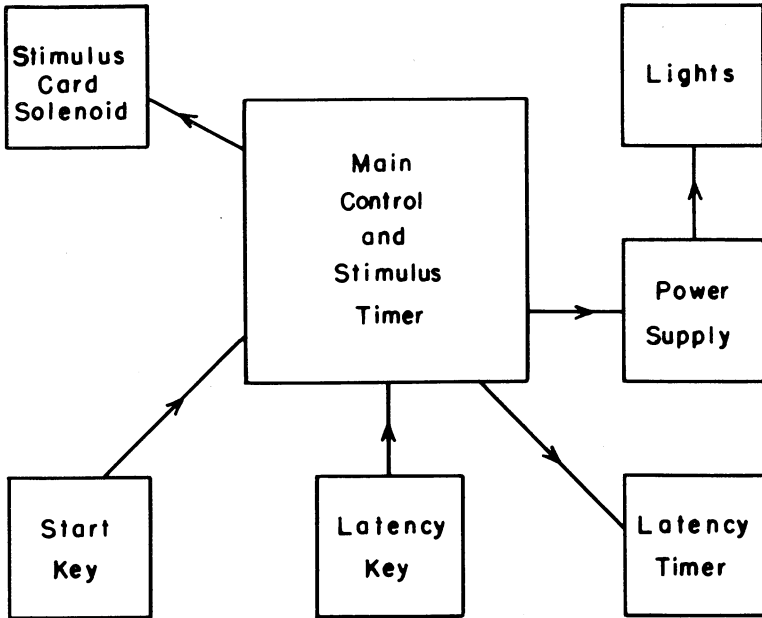 Stimulus
Card
Solenoid
Lights
Main
Control
and
Stimulus
Timer
Power
Supply
Start
Key
Latency
Key
Latency
Timer